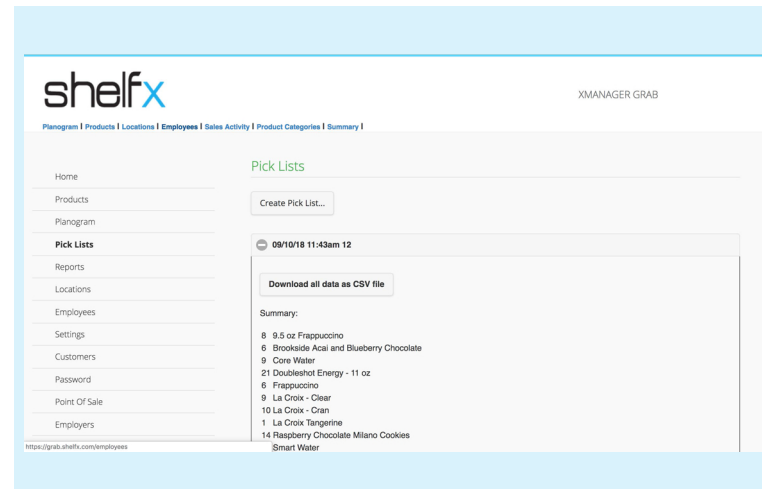 shelfx
XMANAGER GRAB
Planogram | Products | Locations | Employees | Sales Activity | Product Categories | Summary |
Home
Products
Planogram
Pick Lists
Reports
Locations
Employees
Settings
Customers
Password
Point Of Sale
Employers
https://grab.shelfx.com/employees
Pick Lists
Create Pick List...
09/10/18 11:43am 12
Download all data as CSV file
Summary:
8 9.5 oz Frappuccino
6 Brookside Acai and Blueberry Chocolate
9 Core Water
21 Doubleshot Energy - 11 oz
6 Frappuccino
9 La Croix - Clear
10 La Croix - Cran
1 La Croix Tangerine
14 Raspberry Chocolate Milano Cookies
Smart Water